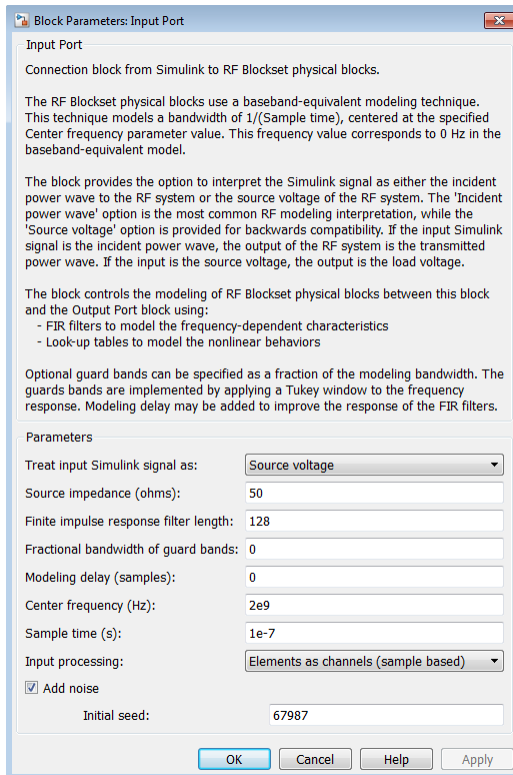 Block Parameters: Input Port
Input Port
Connection block from Simulink to RF Blockset physical blocks.
The RF Blockset physical blocks use a baseband-equivalent modeling technique.
This technique models a bandwidth of 1/(Sample time), centered at the specified
Center frequency parameter value. This frequency value corresponds to 0 Hz in the
baseband-equivalent model.
The block provides the option to interpret the Simulink signal as either the incident
power wave to the RF system or the source voltage of the RF system. The 'Incident
power wave' option is the most common RF modeling interpretation, while the
'Source voltage' option is provided for backwards compatibility. If the input Simulink
signal is the incident power wave, the output of the RF system is the transmitted
power wave. If the input is the source voltage, the output is the load voltage.
The block controls the modeling of RF Blockset physical blocks between this block
and the Output Port block using:
- FIR filters to model the frequency-dependent characteristics
- Look-up tables to model the nonlinear behaviors
Optional guard bands can be specified as a fraction of the modeling bandwidth. The
guards bands are implemented by applying a Tukey window to the frequency
response. Modeling delay may be added to improve the response of the FIR filters.
Parameters
Treat input Simulink signal as: Source voltage
Source impedance (ohms): 50
Finite impulse response filter length: 128
Fractional bandwidth of guard bands: 0
Modeling delay (samples): 0
Center frequency (Hz): 2e9
Sample time (s): 1e-7
Input processing: Elements as channels (sample based)
Add noise
Initial seed: 67987
OK Cancel Help Apply